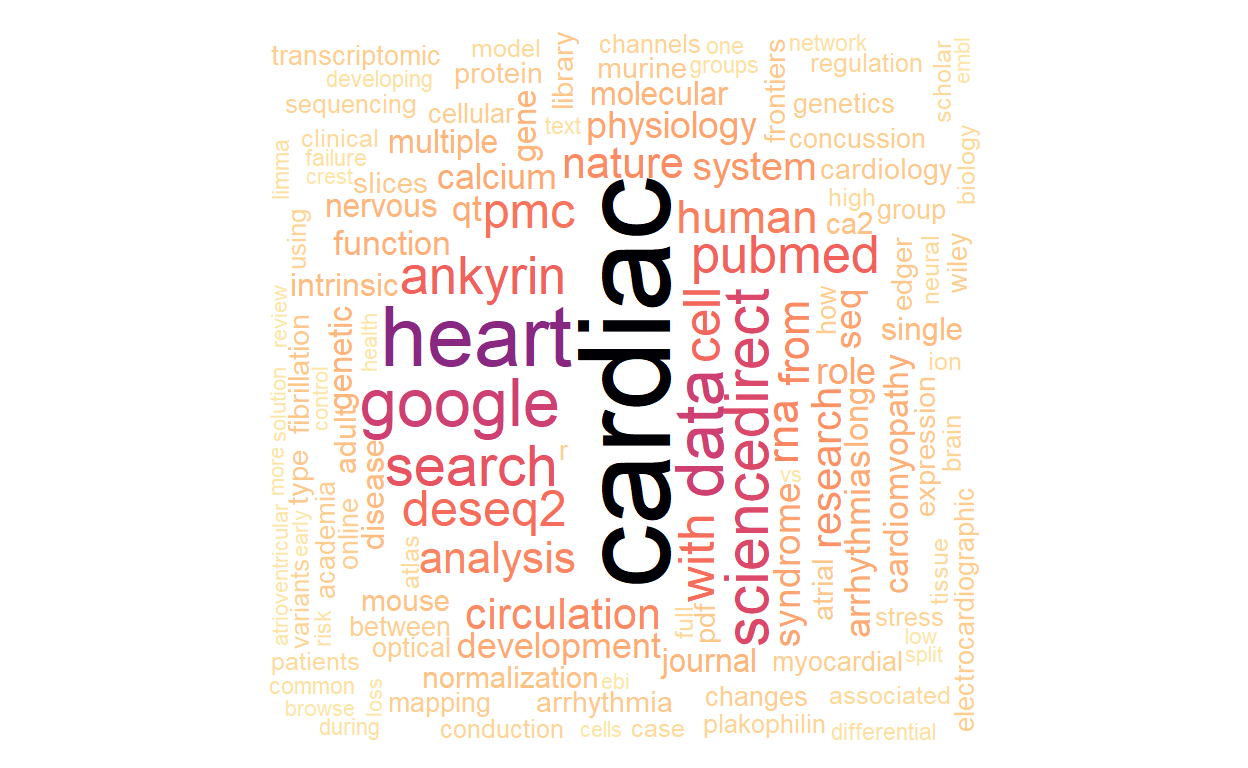 transcriptomic
model
channels
one
network
developing
protein
library
murine
groups
frontiers
regulation
scholar
embl
sequencing
cellular
gene
molecular
genetics
clinical
multiple
text
physiology
concussion
limma
failure
crest
slices
calcium
nature
system
cardiology
biology
nervous
qt
pmc
cardiac
human
high
ca2
group
using
function
pubmed
edger
neural
wiley
intrinsic
ankyrin
review
fibrillation
genetic
health
heart
cell
sciencedirect
from
how
seq
single
control
google
data
rna
role
ion
solution
adult
research
long
cardiomyopathy
expression
brain
more
type
disease
search
r
vs
academia
online
deseq2
with
syndrome
arrhythmias
electrocardiographic
atrioventricular
early
variants
atlas
analysis
atrial
tissue
risk
mouse
circulation
full
pdf
stress
between
low
optical
development
journal
myocardial
split
patients
normalization
ebi
common
loss
mapping
arrhythmia
changes
associated
browse
during
conduction
cells
case
plakophilin
differential